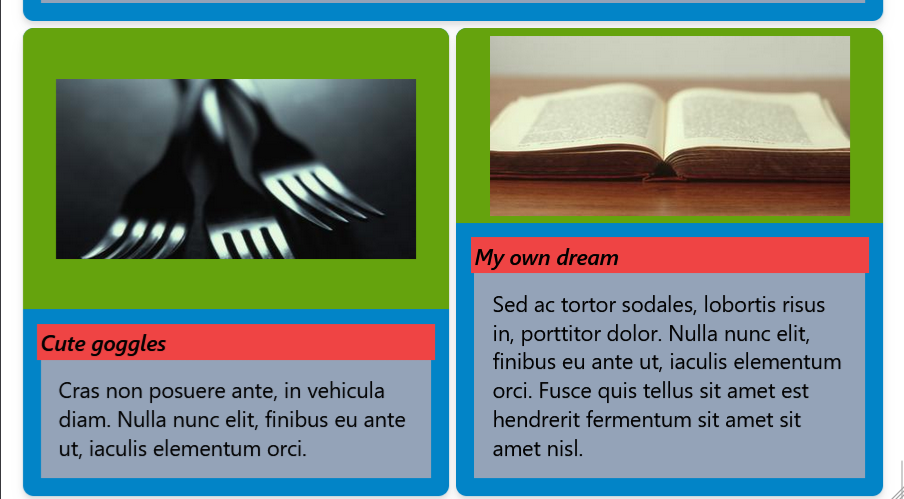 Cute goggles
Cras non posuere ante, in vehicula
diam. Nulla nunc elit, finibus eu ante
ut, iaculis elementum orci.
My own dream
Sed ac tortor sodales, lobortis risus
in, porttitor dolor. Nulla nunc elit,
finibus eu ante ut, iaculis elementum
orci. Fusce quis tellus sit amet est
hendrerit fermentum sit amet sit
amet nisl.